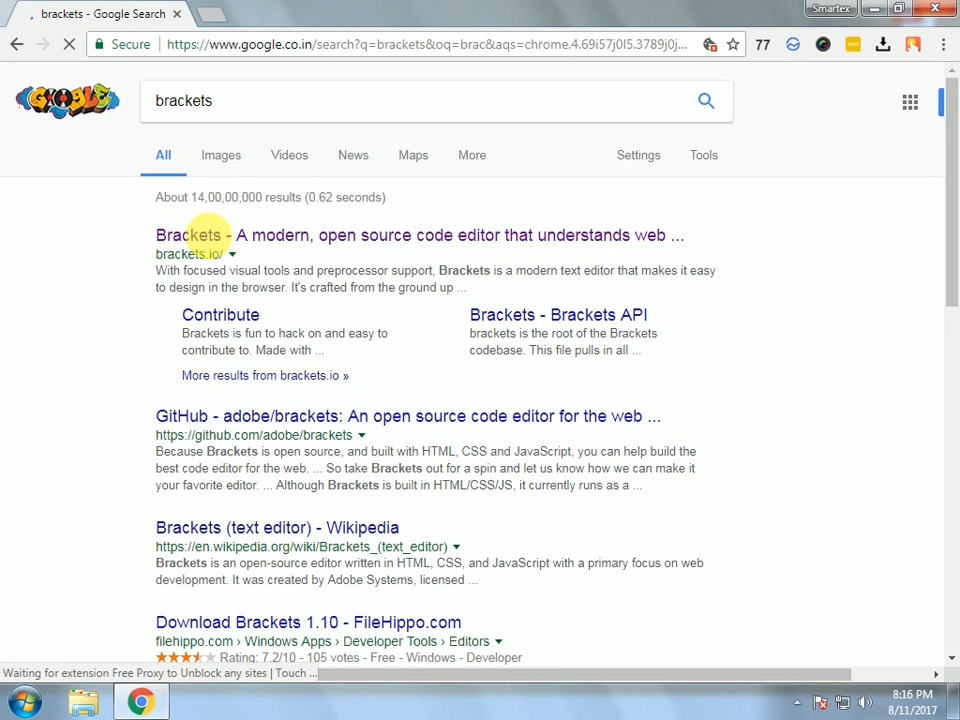 brackets - Google Search
Smartex
Secure
https://www.google.co.in/search?q=brackets&oq=brac&aqs=chrome.4.69i57j0l5.3789j0j...
77
GOOGLE
brackets
All
Images
Videos
News
Maps
More
Settings
Tools
About 14,00,00,000 results (0.62 seconds)
Brackets - A modern, open source code editor that understands web ...
brackets.io/
With focused visual tools and preprocessor support, Brackets is a modern text editor that makes it easy
to design in the browser. It's crafted from the ground up ...
Contribute
Brackets is fun to hack on and easy to
contribute to. Made with ...
Brackets - Brackets API
brackets is the root of the Brackets
codebase. This file pulls in all ...
More results from brackets.io »
GitHub - adobe/brackets: An open source code editor for the web ...
https://github.com/adobe/brackets
Because Brackets is open source, and built with HTML, CSS and JavaScript, you can help build the
best code editor for the web. ... So take Brackets out for a spin and let us know how we can make it
your favorite editor. ... Although Brackets is built in HTML/CSS/JS, it currently runs as a ...
Brackets (text editor) - Wikipedia
https://en.wikipedia.org/wiki/Brackets_(text_editor)
Brackets is an open-source editor written in HTML, CSS, and JavaScript with a primary focus on web
development. It was created by Adobe Systems, licensed ...
Download Brackets 1.10 - FileHippo.com
filehippo.com › Windows Apps › Developer Tools › Editors
Rating: 7.2/10 - 105 votes - Free - Windows - Developer
Waiting for extension Free Proxy to Unblock any sites | Touch ...
8:16 PM
8/11/2017